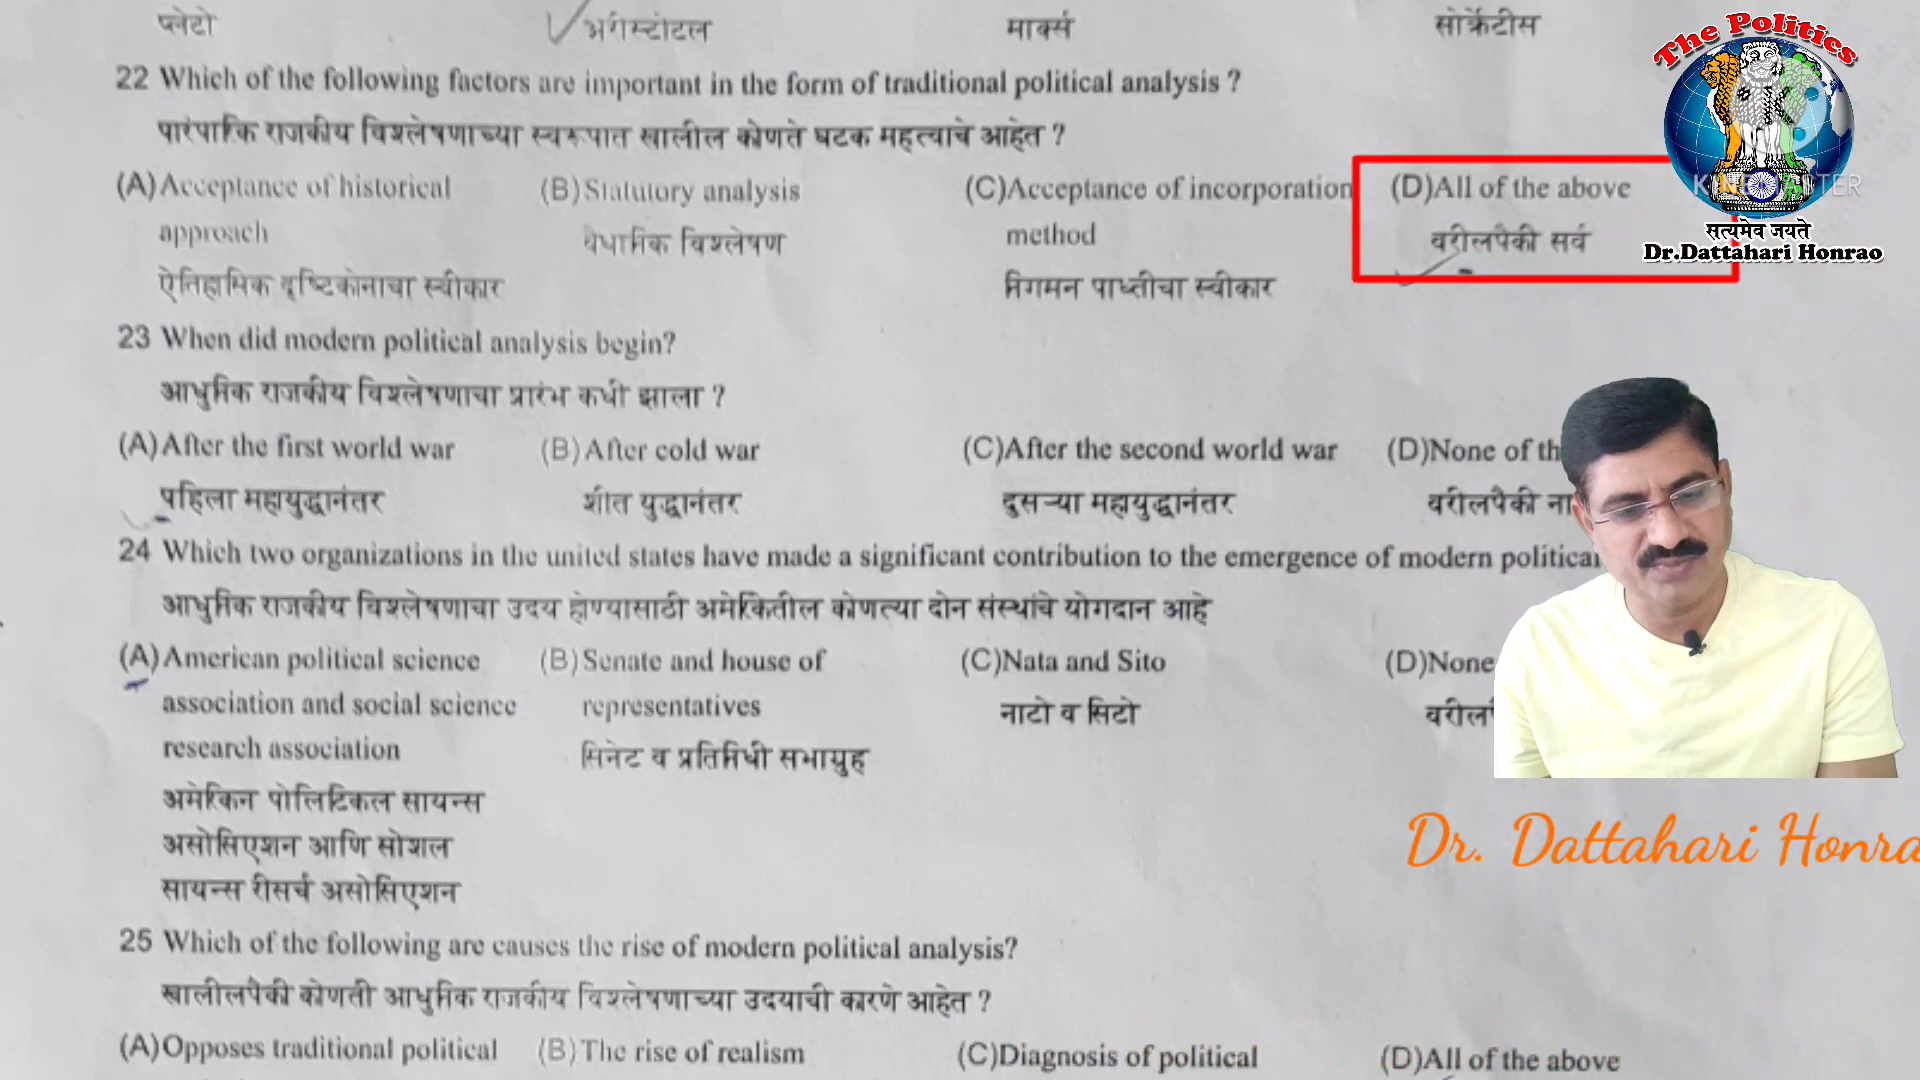 प्लेटो अॅरीस्टोटल मार्क्स सोक्रेटीस
The Politics
22 Which of the following factors are important in the form of traditional political analysis ?
पारंपारिक राजकीय विश्लेषणाच्या स्वरूपात खालील कोणते घटक महत्वाचे आहेत ?
(A)Acceptance of historical (B)Statutory analysis (C)Acceptance of incorporation (D)All of the above
approach वैधानिक विश्लेषण method वरीलपैकी सर्व
सत्यमेव जयते
Dr.Dattahari Honrao
ऐतिहासिक दृष्टिकोनाचा स्वीकार निगमन पाध्तीचा स्वीकार
23 When did modern political analysis begin?
आधुनिक राजकीय विश्लेषणाचा प्रारंभ कधी झाला ?
(A)After the first world war (B)After cold war (C)After the second world war (D)None of th
पहिला महायुद्धानंतर शीत युद्धानंतर दुसऱ्या महायुद्धानंतर वरीलपैकी ना
24 Which two organizations in the united states have made a significant contribution to the emergence of modern political
आधुनिक राजकीय विश्लेषणाचा उदय होण्यासाठी अमेरिकेतील कोणत्या दोन संस्थांचे योगदान आहे
(A)American political science (B)Senate and house of (C)Nata and Sito (D)None
association and social science representatives नाटो व सिटो वरील
research association सिनेट व प्रतिनिधी सभाग्रुह
अमेरिकन पोलिटिकल सायन्स
असोसिएशन आणि सोशल
सायन्स रीसर्च असोसिएशन
Dr. Dattahari Honra
25 Which of the following are causes the rise of modern political analysis?
खालीलपैकी कोणती आधुनिक राजकीय विश्लेषणाच्या उदयाची कारणे आहेत ?
(A)Opposes traditional political (B)The rise of realism (C)Diagnosis of political (D)All of the above